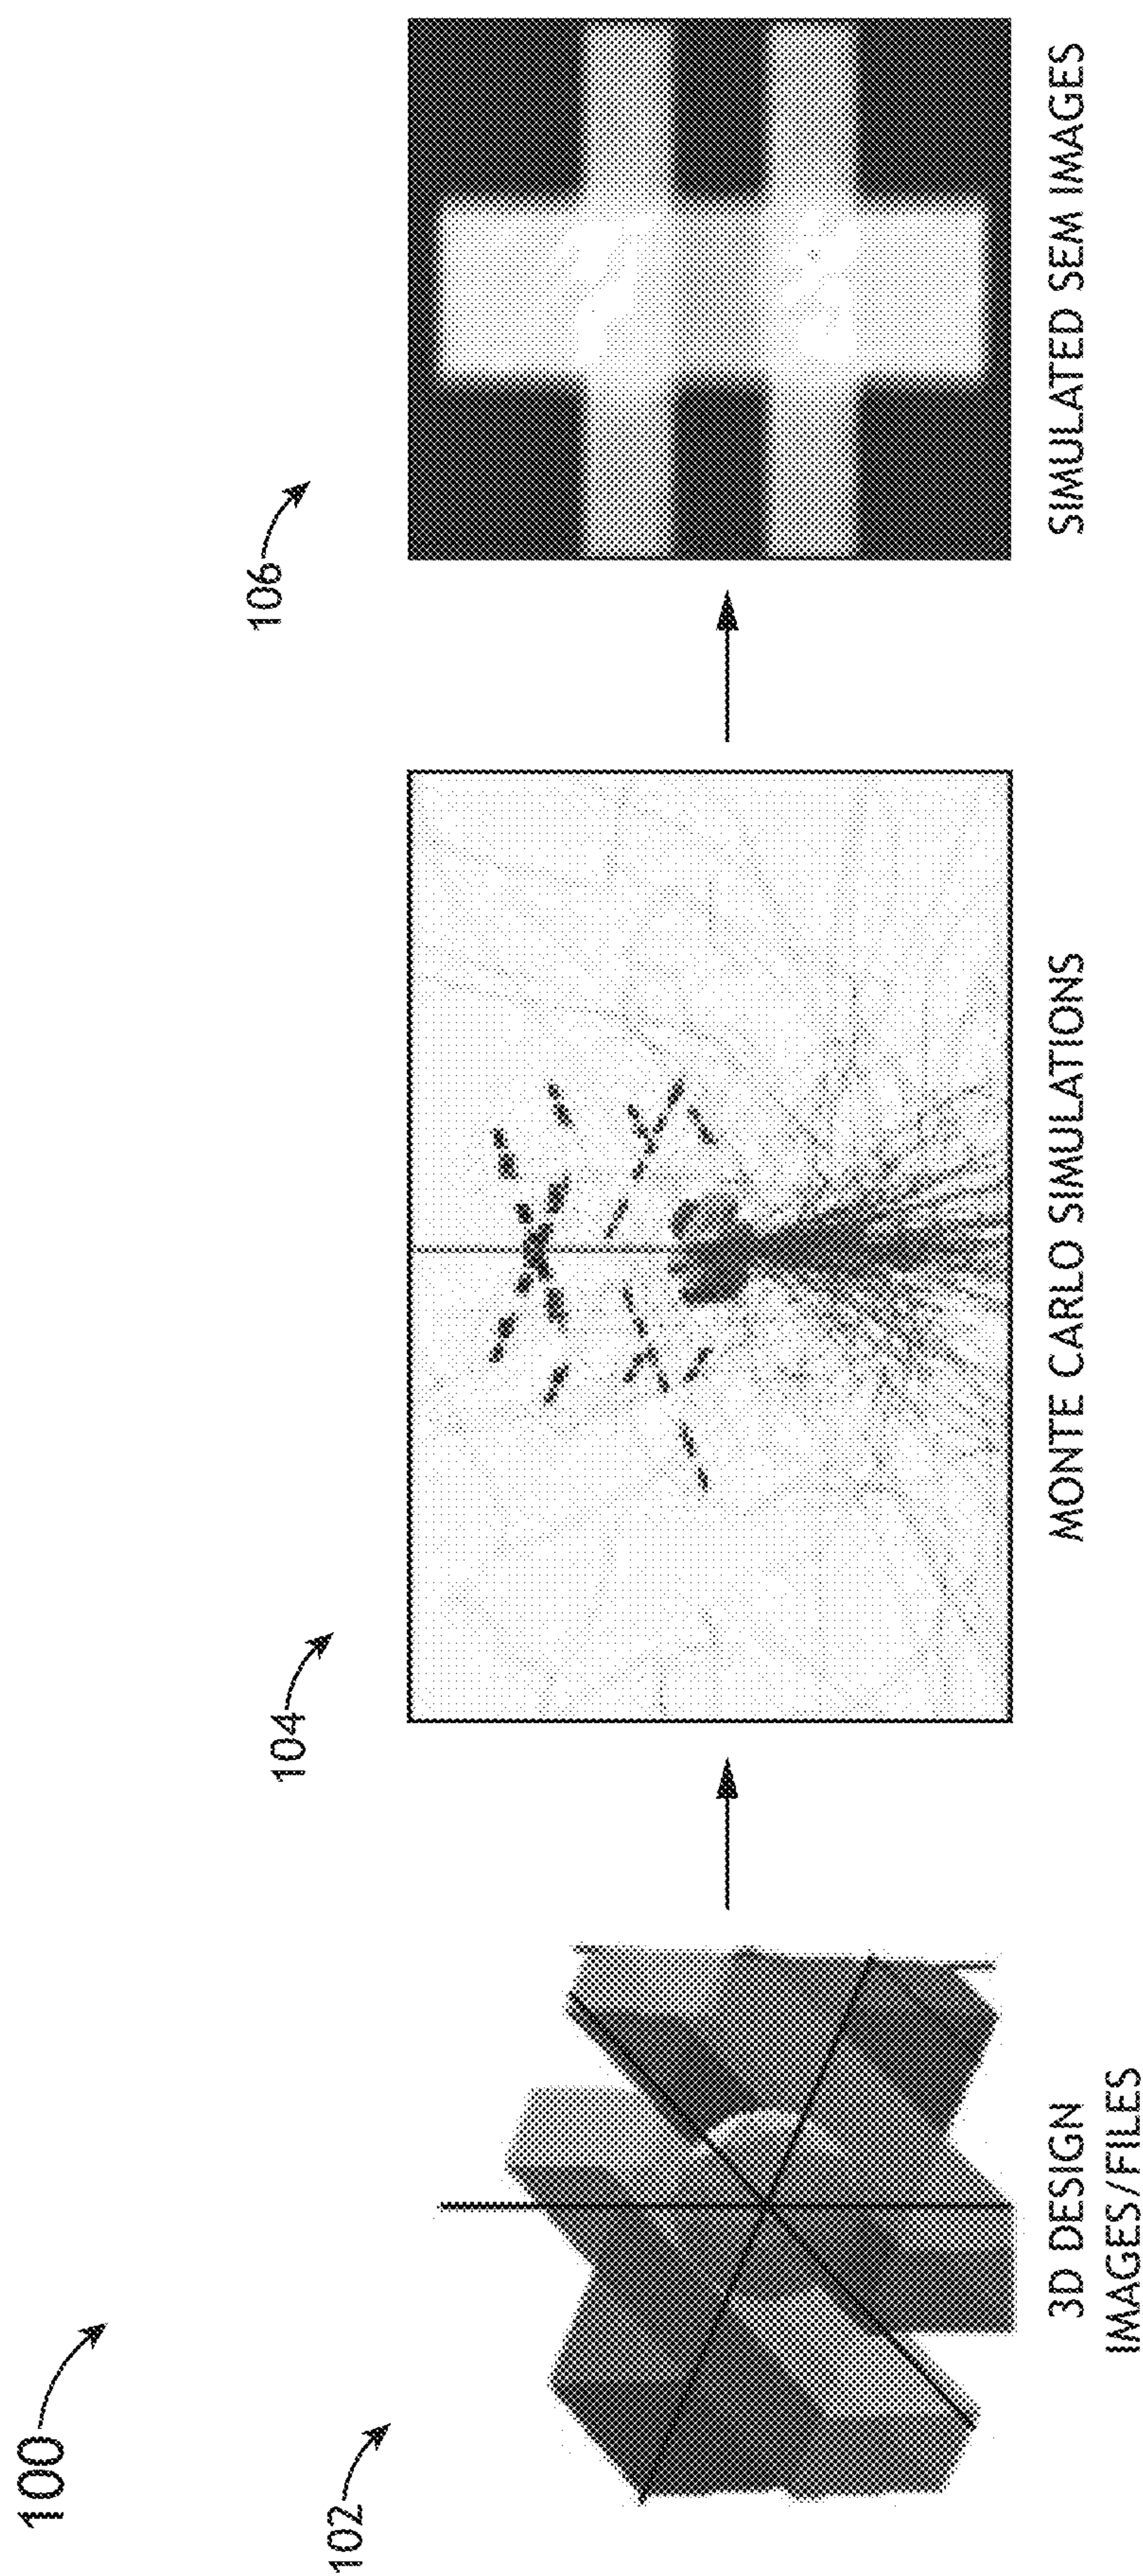 100
102
104
106
3D DESIGN
IMAGES/FILES
MONTE CARLO SIMULATIONS
SIMULATED SEM IMAGES